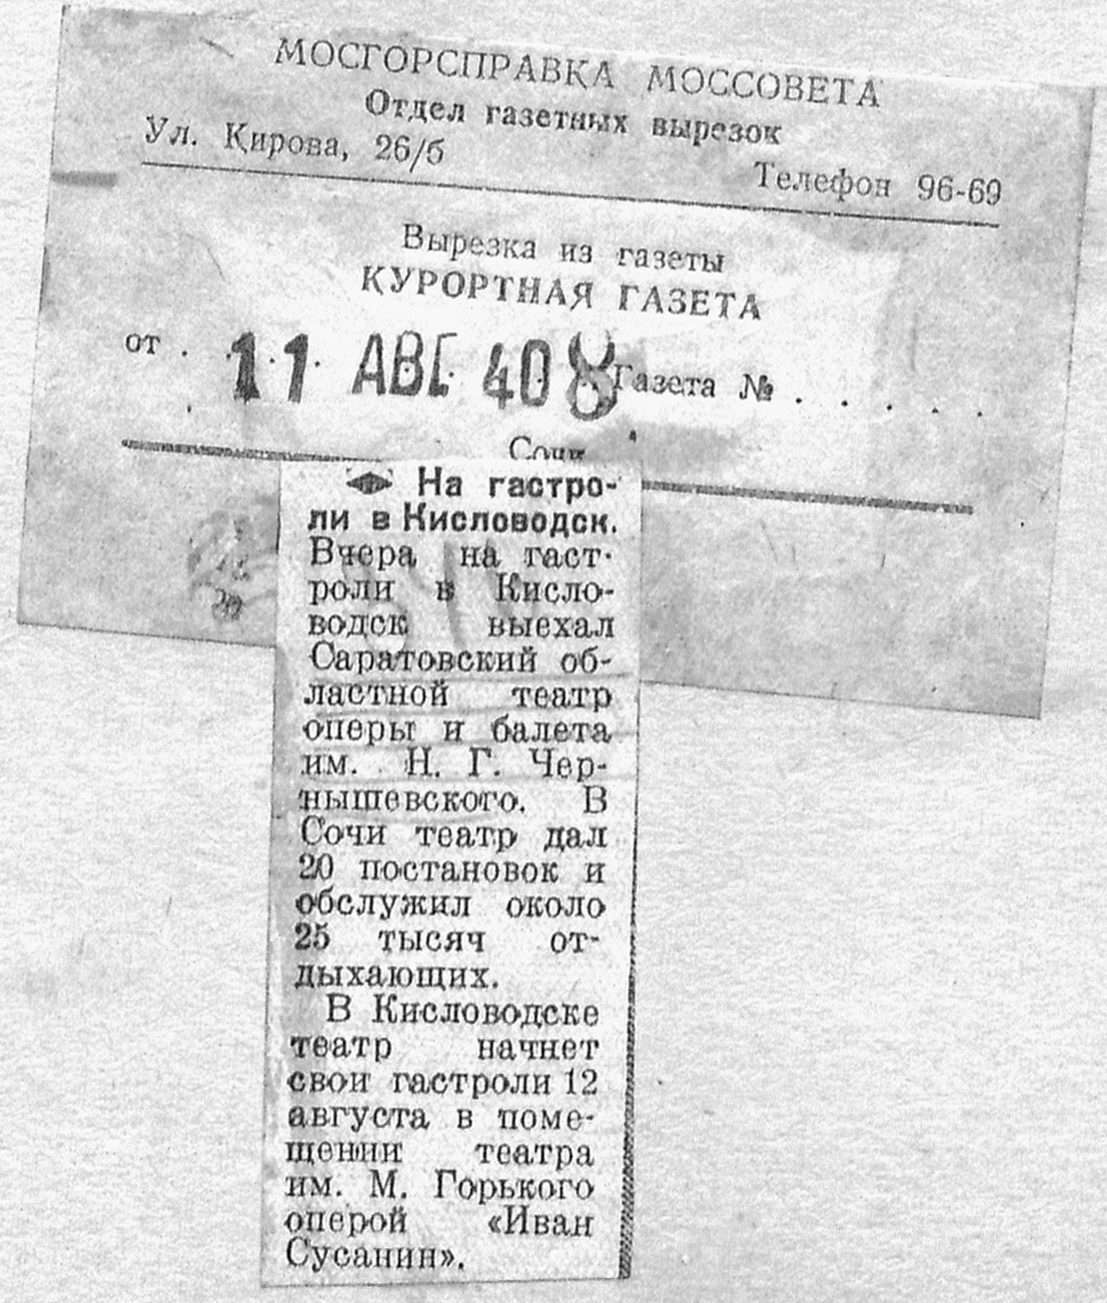 МОСГОРСПРАВКА МОССОВЕТА
Отдел газетных вырезок
Ул. Кирова, 26/б
Телефон 96-69
Вырезка из газеты
КУРОРТНАЯ ГАЗЕТА
от . 11 АВГ 40 8 Газета № . . . . .
Сочи
На гастро-
ли в Кисловодск.
Вчера на гаст-
роли в Кисло-
водск выехал
Саратовский об-
ластной театр
оперы и балета
им. Н. Г. Чер-
нышевского. В
Сочи театр дал
20 постановок и
обслужил около
25 тысяч от-
дыхающих.
В Кисловодске
театр начнет
свои гастроли 12
августа в поме-
щении театра
им. М. Горького
оперой «Иван
Сусанин».